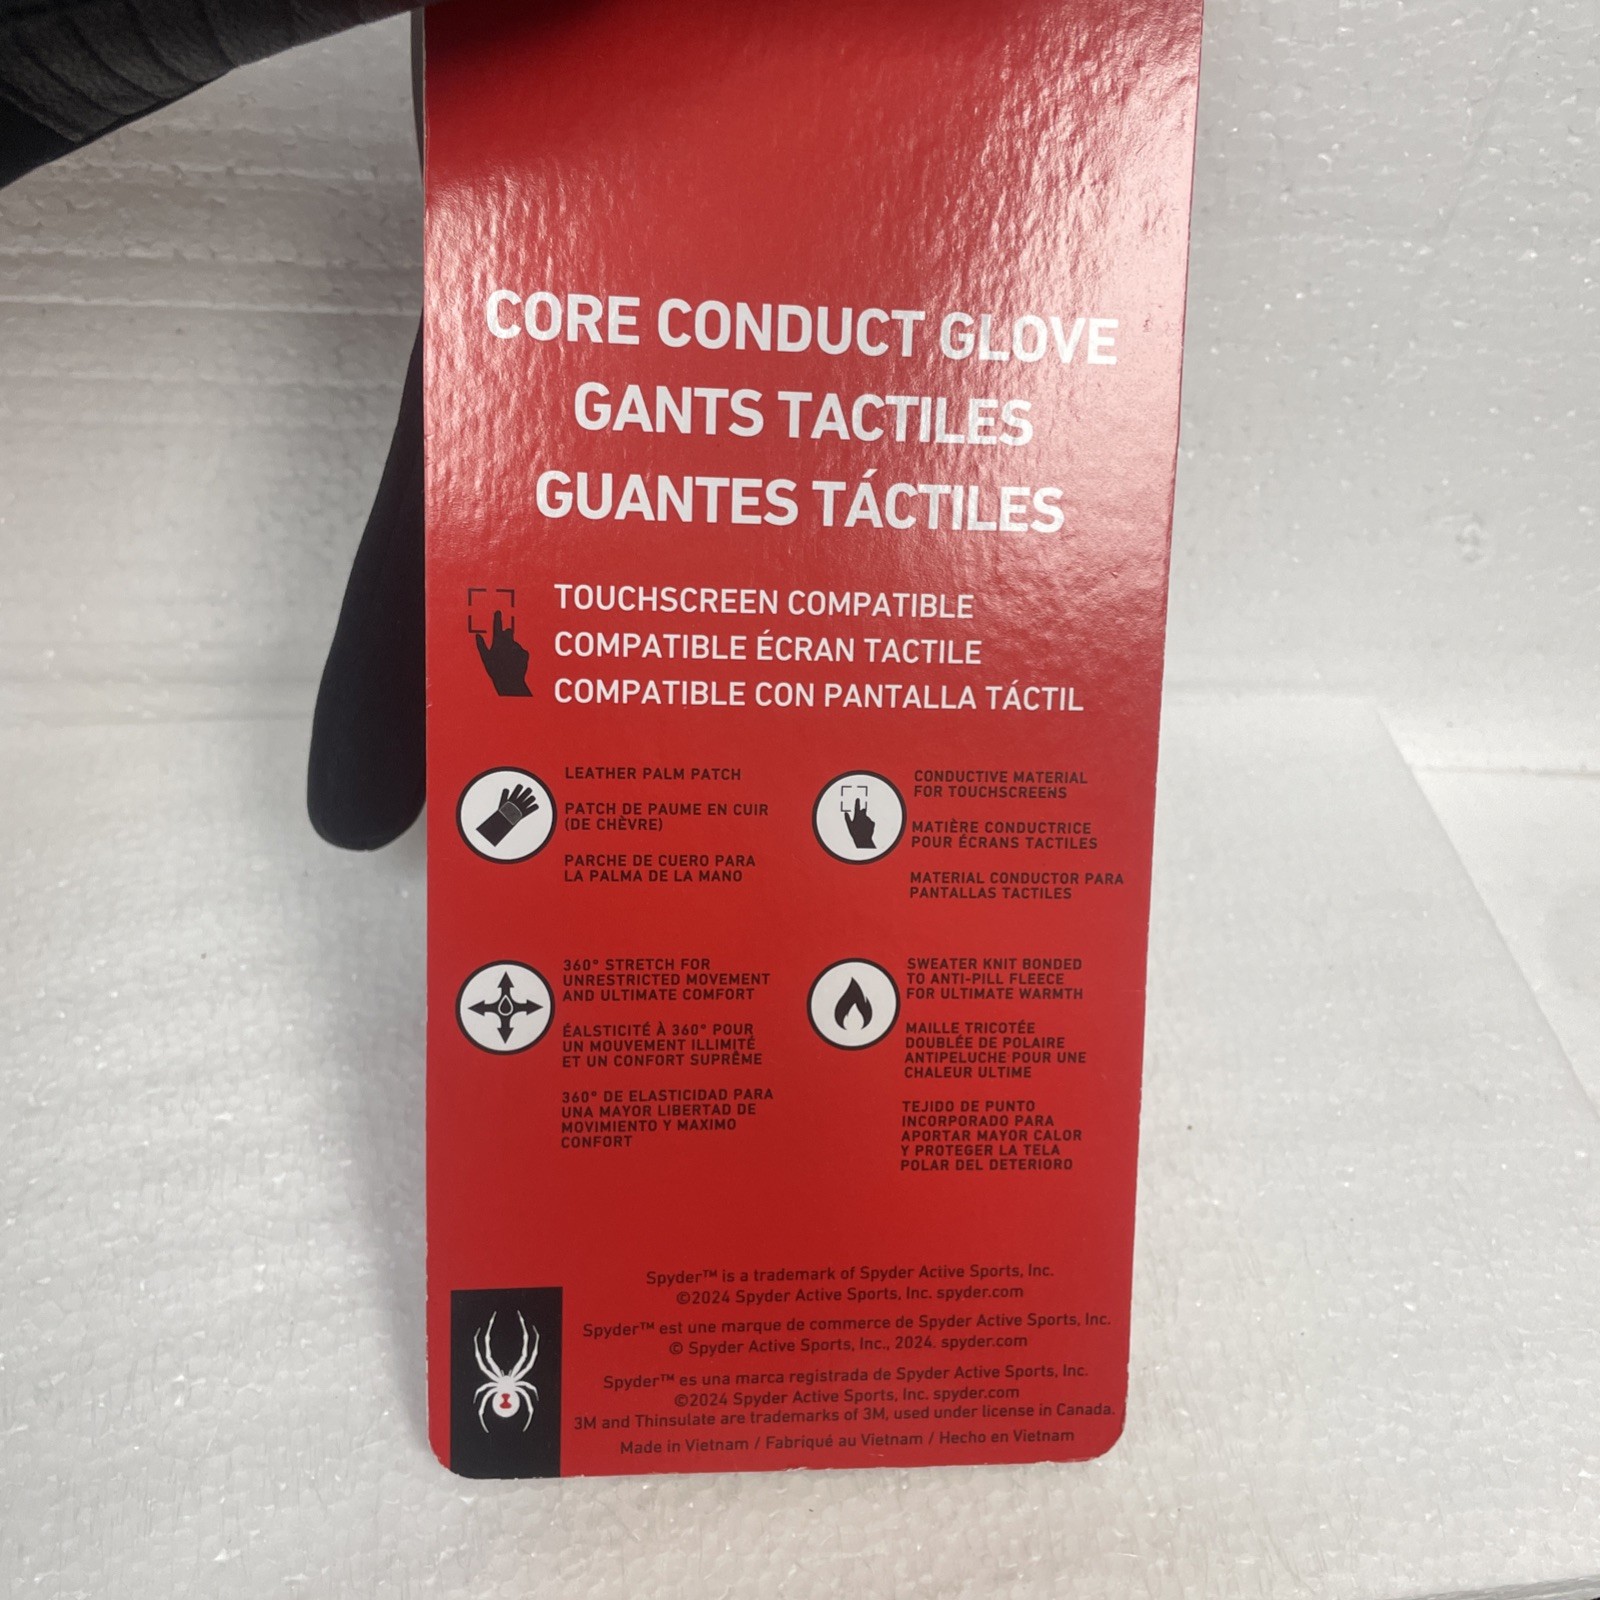 CORE CONDUCT GLOVE
GANTS TACTILES
GUANTES TÁCTILES
TOUCHSCREEN COMPATIBLE
COMPATIBLE ÉCRAN TACTILE
COMPATIBLE CON PANTALLA TÁCTIL
LEATHER PALM PATCH
PATCH DE PAUME EN CUIR
(DE CHÈVRE)
PARCHE DE CUERO PARA
LA PALMA DE LA MANO
CONDUCTIVE MATERIAL
FOR TOUCHSCREENS
MATIÈRE CONDUCTRICE
POUR ÉCRANS TACTILES
MATERIAL CONDUCTOR PARA
PANTALLAS TACTILES
360° STRETCH FOR
UNRESTRICTED MOVEMENT
AND ULTIMATE COMFORT
ÉALSTICITÉ À 360° POUR
UN MOUVEMENT ILLIMITÉ
ET UN CONFORT SUPRÊME
360° DE ELASTICIDAD PARA
UNA MAYOR LIBERTAD DE
MOVIMIENTO Y MAXIMO
CONFORT
SWEATER KNIT BONDED
TO ANTI-PILL FLEECE
FOR ULTIMATE WARMTH
MAILLE TRICOTÉE
DOUBLÉE DE POLAIRE
ANTIPELUCHE POUR UNE
CHALEUR ULTIME
TEJIDO DE PUNTO
INCORPORADO PARA
APORTAR MAYOR CALOR
Y PROTEGER LA TELA
POLAR DEL DETERIORO
Spyder™ is a trademark of Spyder Active Sports, Inc.
©2024 Spyder Active Sports, Inc. spyder.com
Spyder™ est une marque de commerce de Spyder Active Sports, Inc.
© Spyder Active Sports, Inc., 2024. spyder.com
Spyder™ es una marca registrada de Spyder Active Sports, Inc.
©2024 Spyder Active Sports, Inc. spyder.com
3M and Thinsulate are trademarks of 3M, used under license in Canada.
Made in Vietnam / Fabriqué au Vietnam / Hecho en Vietnam